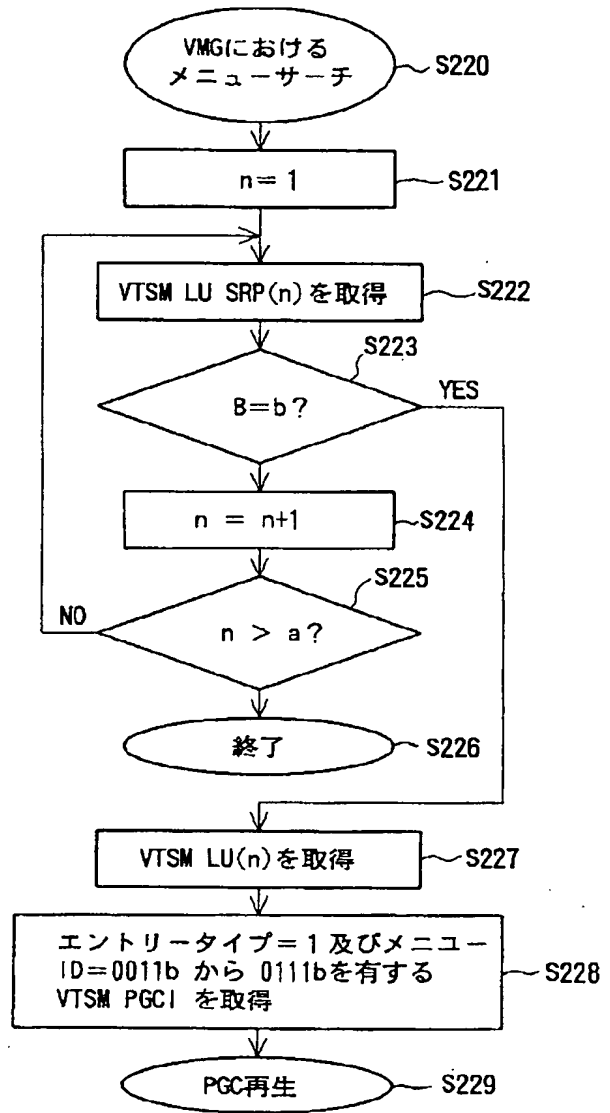 VMGにおける
メニューサーチ
S220
n=1
S221
VTSM LU SRP(n)を取得
S222
S223
B=b?
YES
n = n+1
S224
S225
n > a?
NO
終了
S226
VTSM LU(n)を取得
S227
エントリータイプ=1及びメニュー
ID=0011b から 0111bを有する
VTSM PGCI を取得
S228
PGC再生
S229